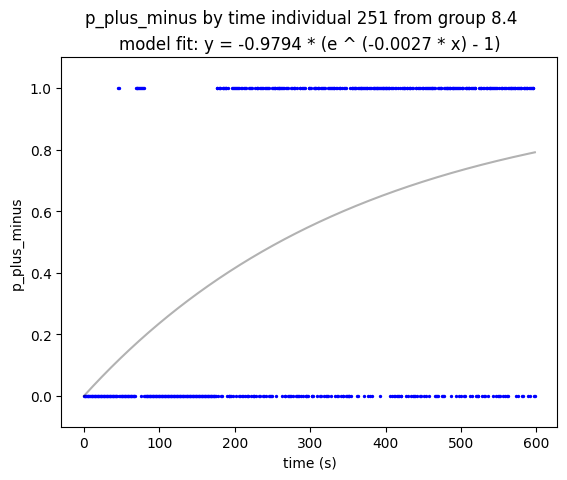 p_plus_minus by time individual 251 from group 8.4
model fit: y = -0.9794 * (e ^ (-0.0027 * x) - 1)
1.0
0.8
0.6
0.4
0.2
0.0
p_plus_minus
0 100 200 300 400 500 600
time (s)